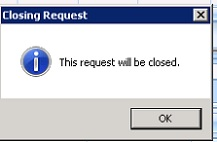 Closing Request
This request will be closed.
OK